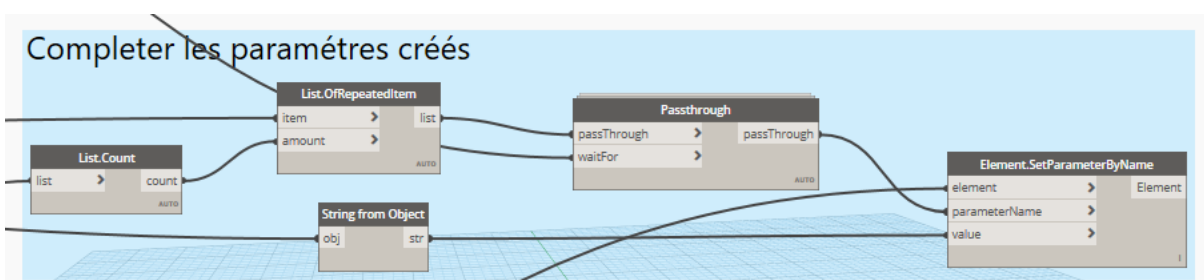 Completer les paramétres créés
List.OfRepeatedItem
item > list
amount >
AUTO
Passthrough
passThrough > passThrough
waitFor >
AUTO
List.Count
list > count
AUTO
Element.SetParameterByName
element > Element
parameterName >
value >
I
String from Object
obj str